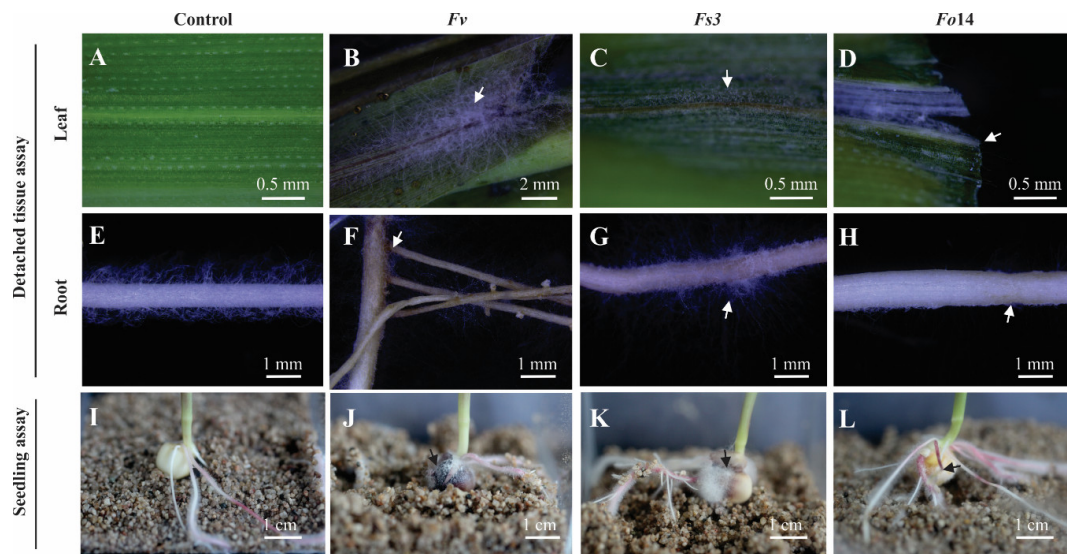 Control Fv Fs3 Fo14
Detached tissue assay
Leaf
A B C D
0.5 mm 2 mm 0.5 mm 0.5 mm
Root
E F G H
1 mm 1 mm 1 mm 1 mm
Seedling assay
I J K L
1 cm 1 cm 1 cm 1 cm